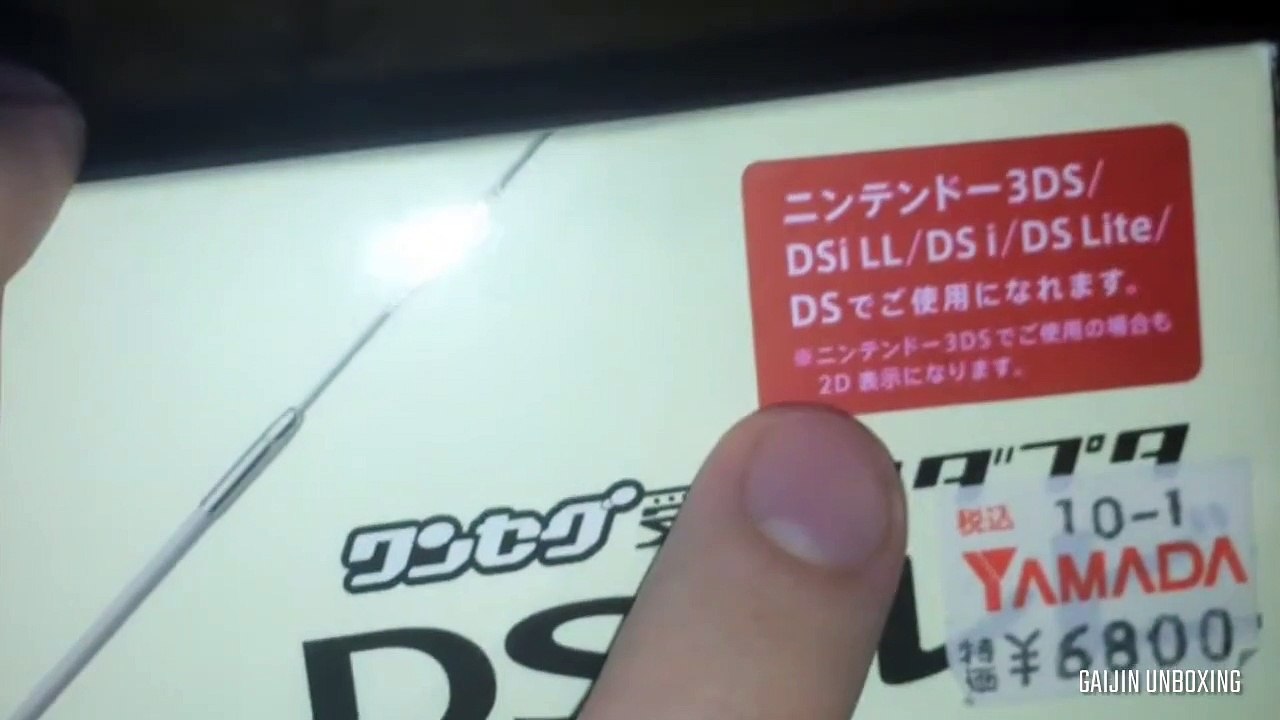 ニンテンドー3DS/
DSi LL/DS i/DS Lite/
DSでご使用になれます。
※ニンテンドー3DSでご使用の場合も
2D 表示になります。
ワンセグ ダプタ
DS
税込 10-1
YAMADA
特価 ¥6800
GAIJIN UNBOXING